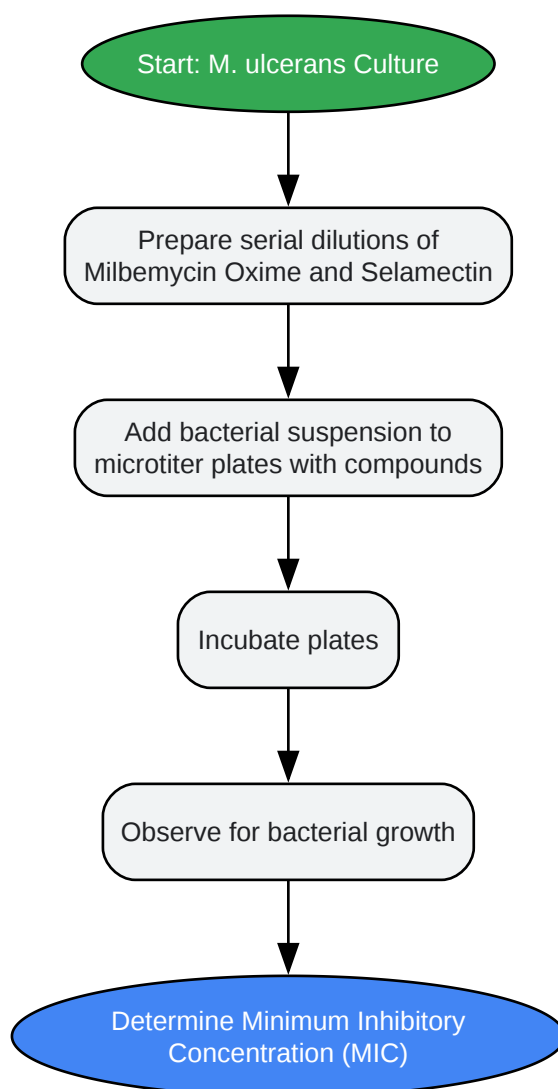 Start: M. ulcerans Culture
Prepare serial dilutions of
Milbemycin Oxime and Selamectin
Add bacterial suspension to
microtiter plates with compounds
Incubate plates
Observe for bacterial growth
Determine Minimum Inhibitory
Concentration (MIC)